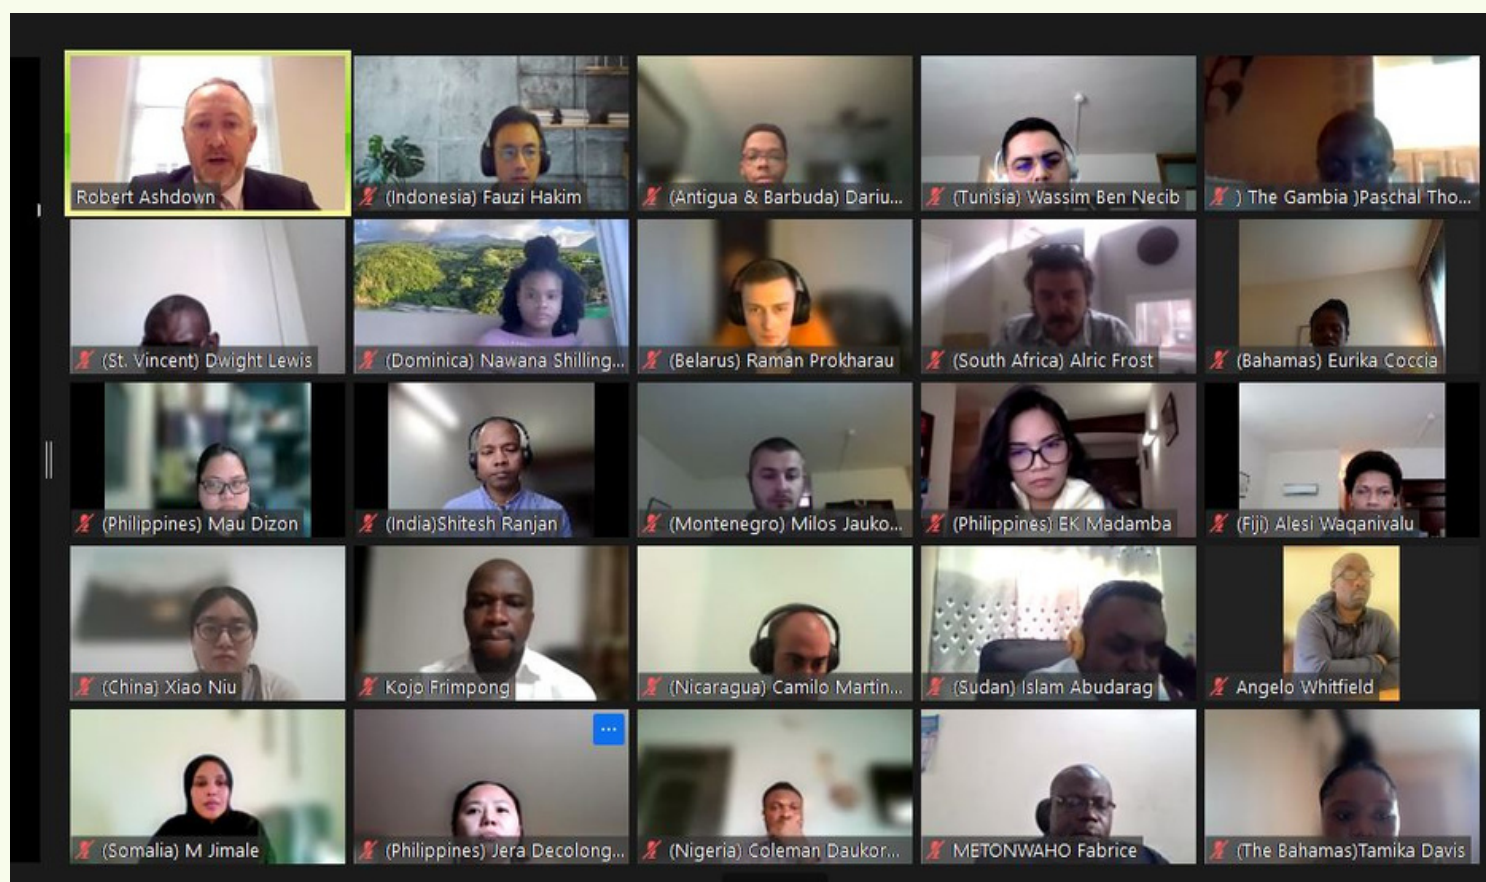 Robert Ashdown
(Indonesia) Fauzi Hakim
(Antigua & Barbuda) Dariu...
(Tunisia) Wassim Ben Necib
) The Gambia )Paschal Tho...
(St. Vincent) Dwight Lewis
(Dominica) Nawana Shilling...
(Belarus) Raman Prokharau
(South Africa) Alric Frost
(Bahamas) Eurika Coccia
(Philippines) Mau Dizon
(India)Shitesh Ranjan
(Montenegro) Milos Jauko...
(Philippines) EK Madamba
(Fiji) Alesi Waqanivalu
(China) Xiao Niu
Kojo Frimpong
(Nicaragua) Camilo Martin...
(Sudan) Islam Abudarag
Angelo Whitfield
(Somalia) M Jimale
(Philippines) Jera Decolong...
(Nigeria) Coleman Daukor...
METONWAHO Fabrice
(The Bahamas)Tamika Davis